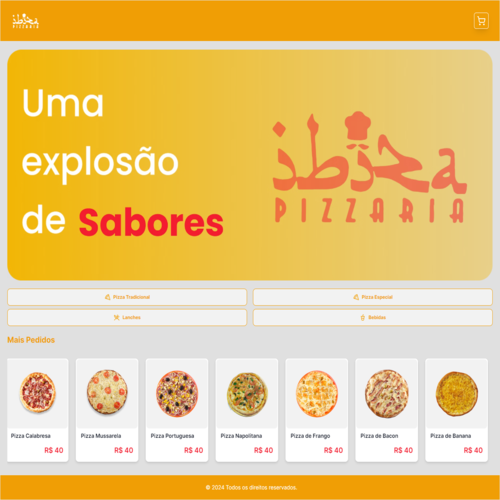 ibiza
PIZZARIA
Uma
explosão
de Sabores
ibiza
PIZZARIA
Pizza Tradicional
Pizza Especial
Lanches
Bebidas
Mais Pedidos
Pizza Calabresa
Pizza Mussarela
Pizza Portuguesa
Pizza Napolitana
Pizza de Frango
Pizza de Bacon
Pizza de Banana
R$ 40
R$ 40
R$ 40
R$ 40
R$ 40
R$ 40
R$ 40
© 2024 Todos os direitos reservados.